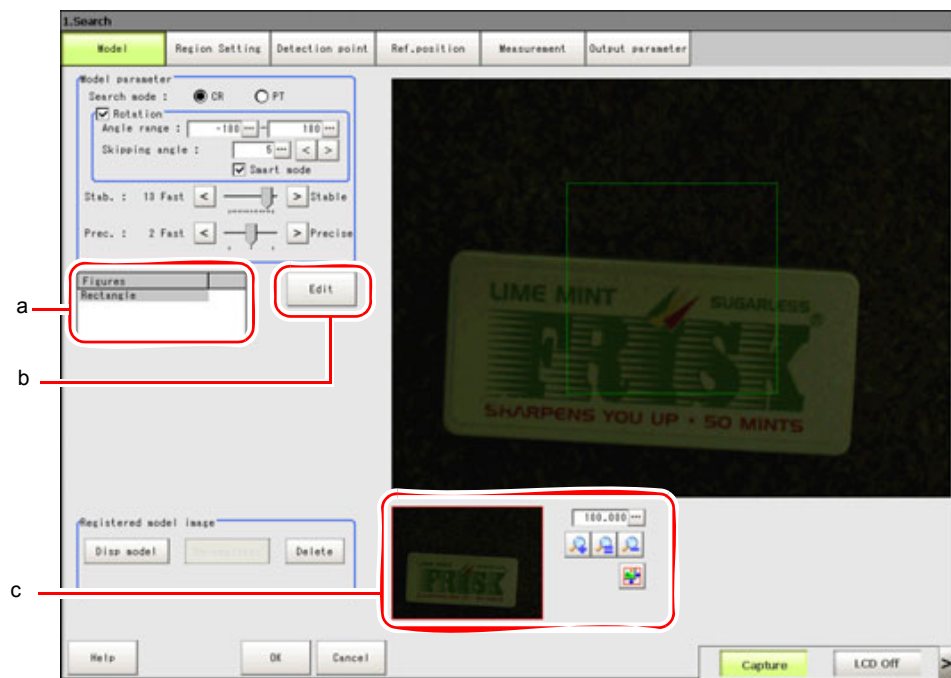 1.Search
Model Region Setting Detection point Ref.position Measurement Output parameter
Model parameter
Search mode : CR PT
Rotation
Angle range : -180 - 180
Skipping angle : 5 < >
Smart mode
Stab. : 13 Fast < > Stable
Prec. : 2 Fast < > Precise
Figures
Rectangle
Edit
a
b
LIME MINT SUGARLESS
FRISK
SHARPENS YOU UP • 50 MINTS
Registered model image
Disp model Delete
100.000
FRISK
c
Help OK Cancel
Capture LCD Off >